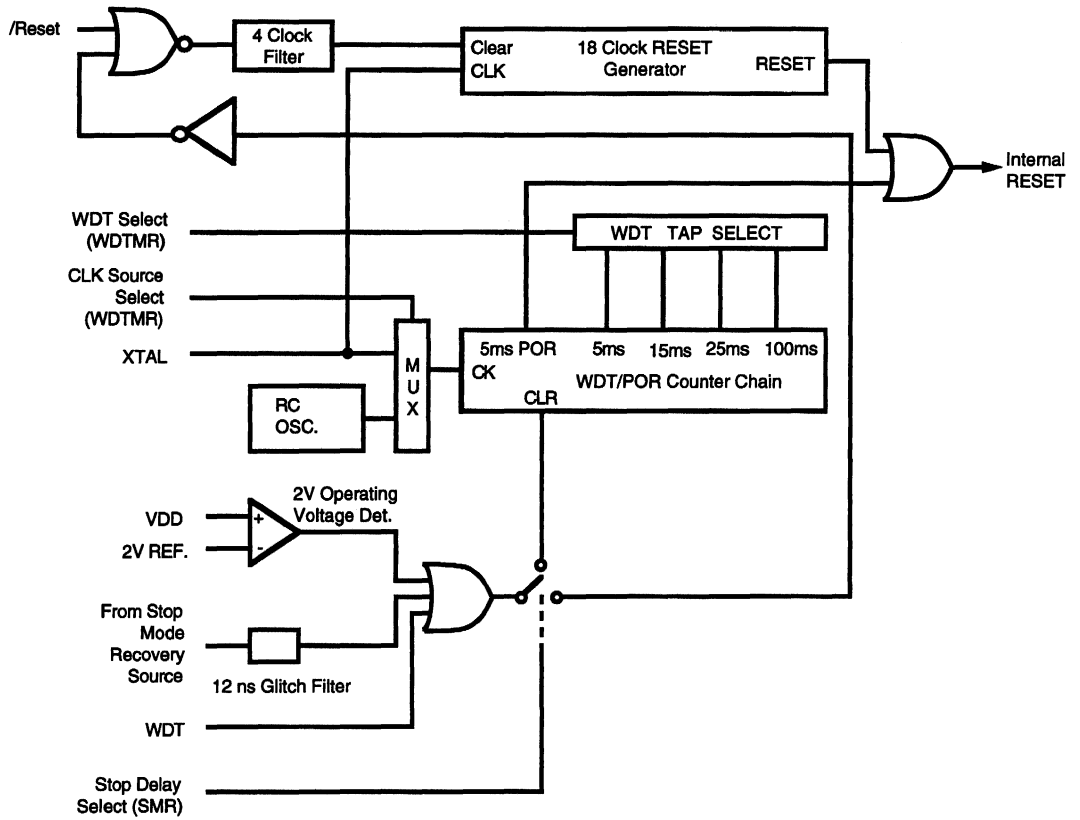 /Reset
4 Clock
Filter
Clear
CLK
18 Clock RESET
Generator
RESET
Internal
RESET
WDT Select
(WDTMR)
WDT TAP SELECT
CLK Source
Select
(WDTMR)
XTAL
MUX
RC
OSC.
5ms POR
5ms
15ms
25ms
100ms
CK
WDT/POR Counter Chain
CLR
2V Operating
Voltage Det.
VDD
+
2V REF.
-
From Stop
Mode
Recovery
Source
12 ns Glitch Filter
WDT
Stop Delay
Select (SMR)